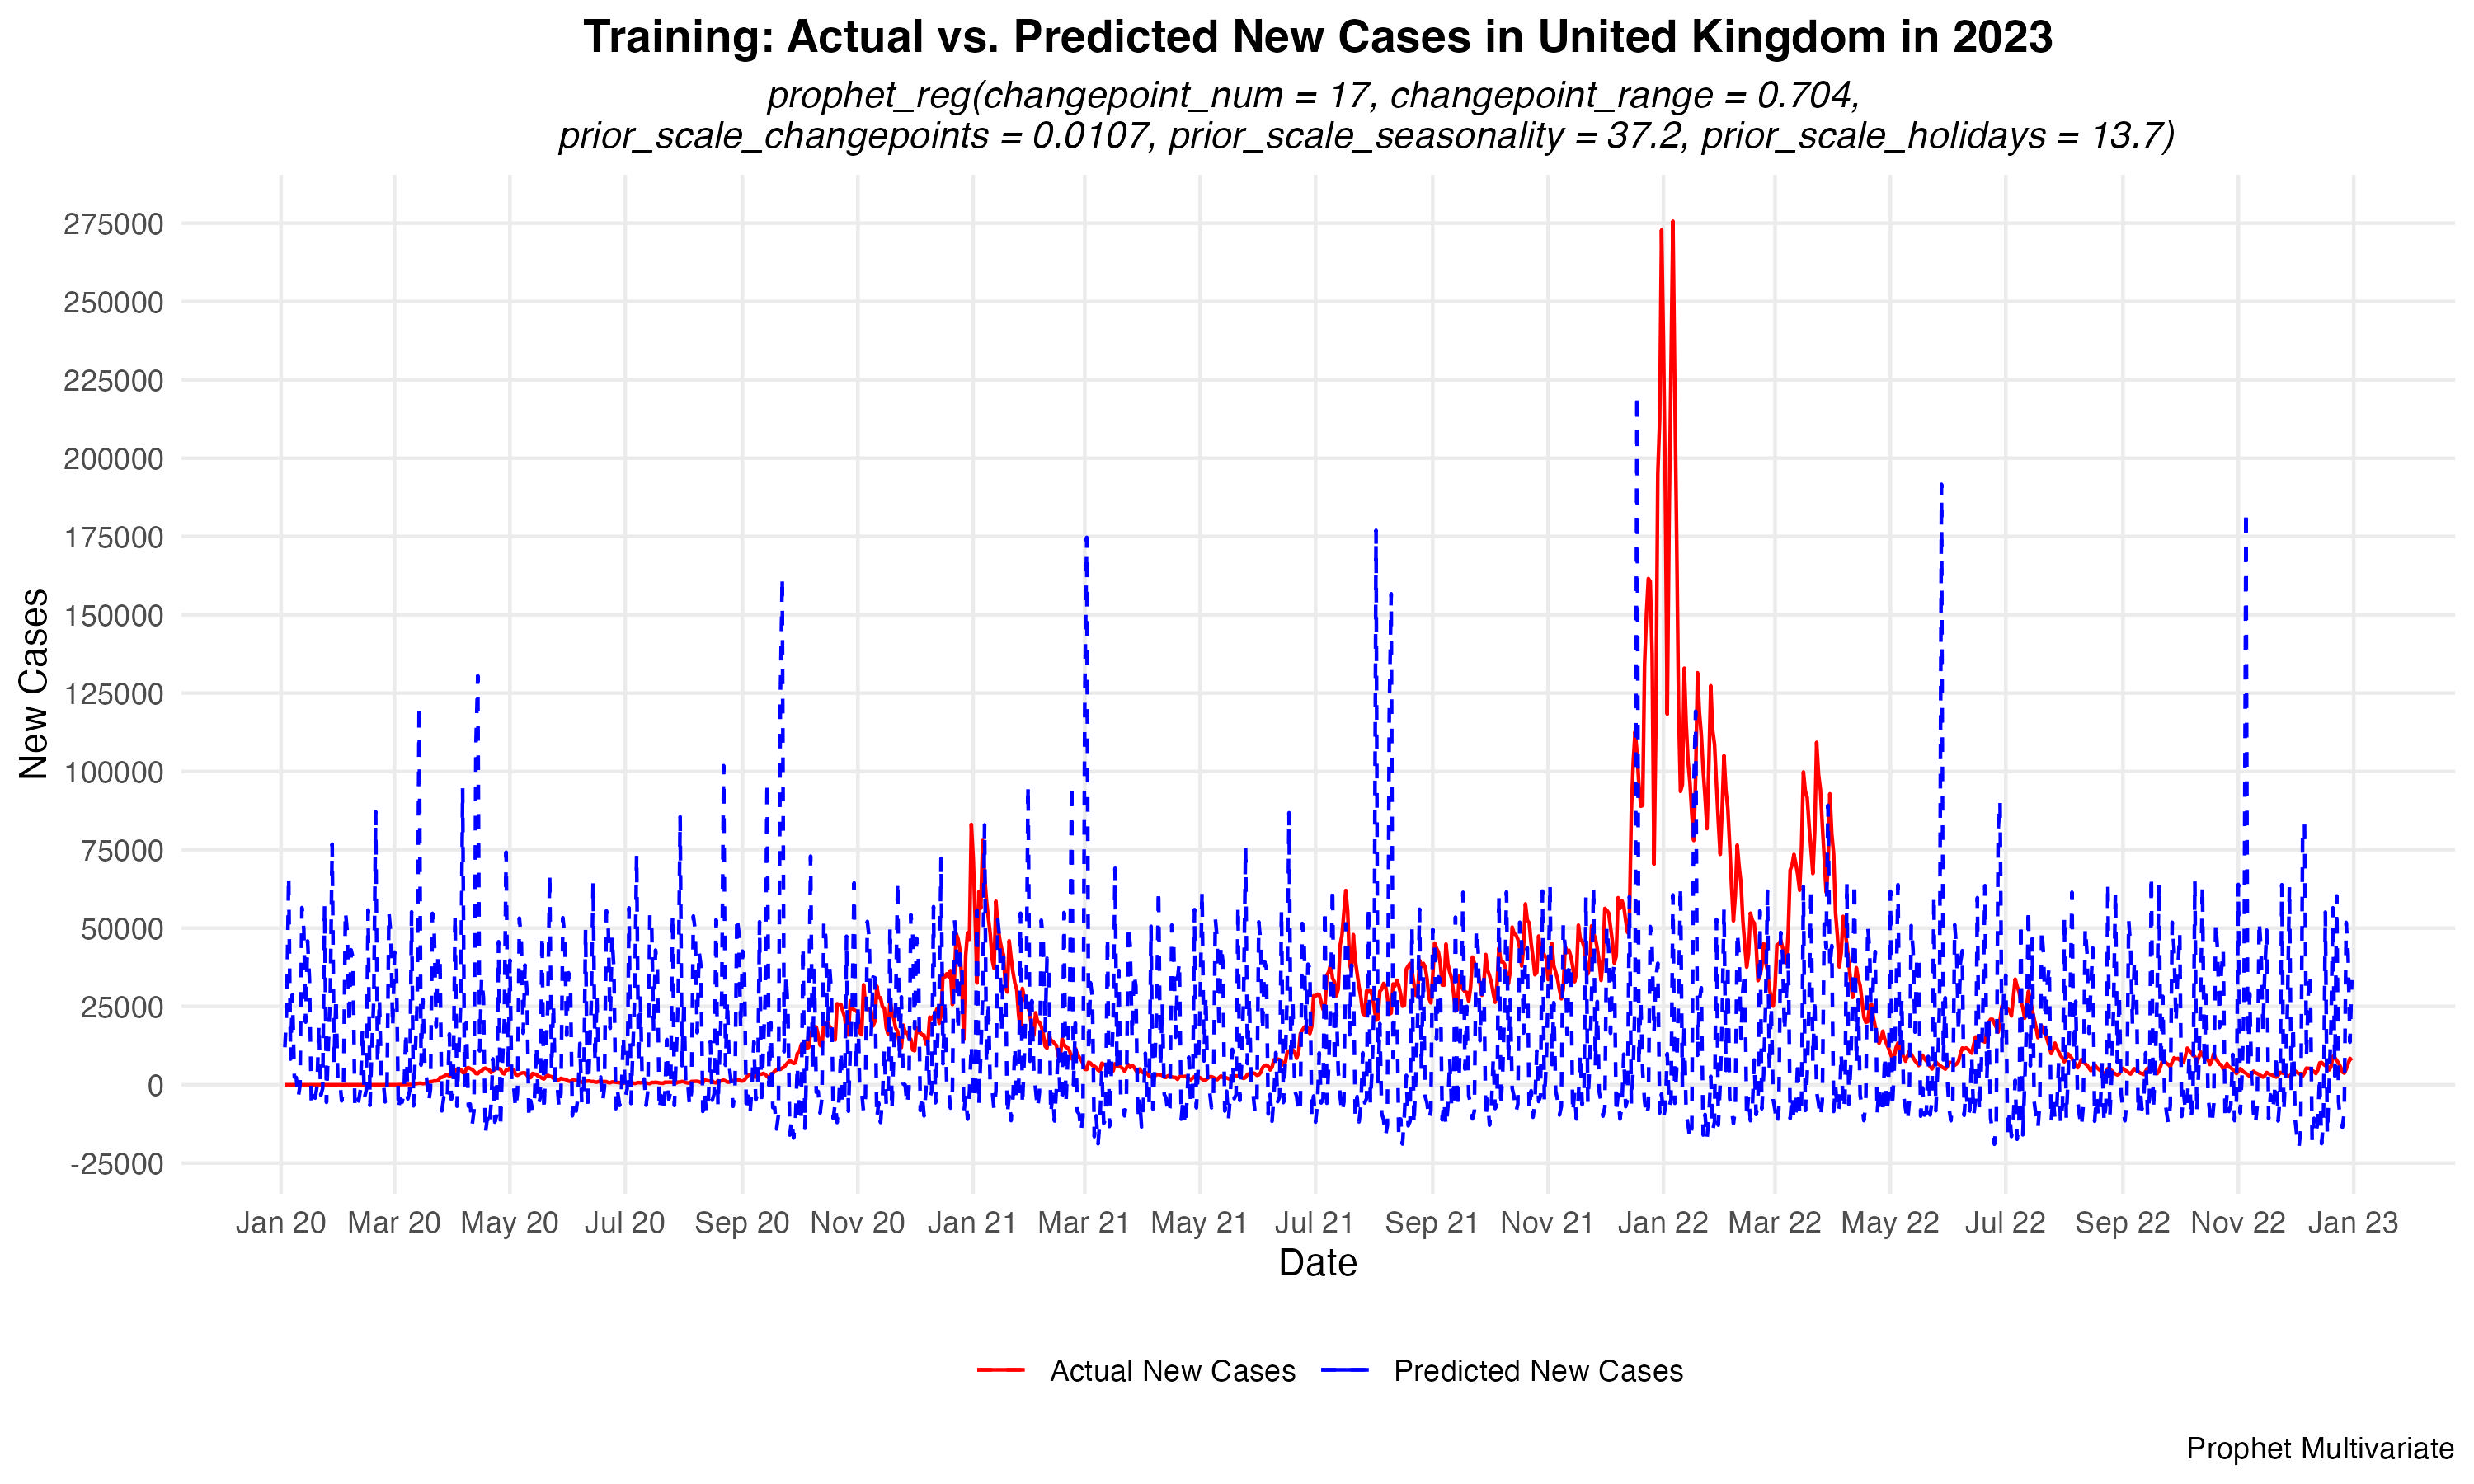 Training: Actual vs. Predicted New Cases in United Kingdom in 2023
prophet_reg(changepoint_num = 17, changepoint_range = 0.704,
prior_scale_changepoints = 0.0107, prior_scale_seasonality = 37.2, prior_scale_holidays = 13.7)
275000
250000
225000
200000
175000
150000
125000
100000
75000
50000
25000
0
-25000
New Cases
Jan 20 Mar 20 May 20 Jul 20 Sep 20 Nov 20 Jan 21 Mar 21 May 21 Jul 21 Sep 21 Nov 21 Jan 22 Mar 22 May 22 Jul 22 Sep 22 Nov 22 Jan 23
Date
Actual New Cases Predicted New Cases
Prophet Multivariate